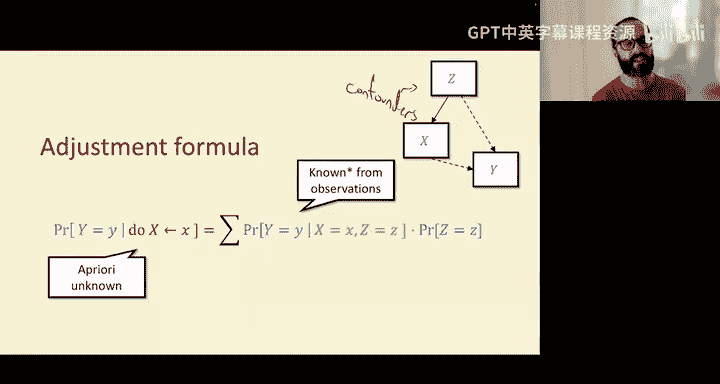 GPT中英字幕课程资源
bilibili
Z
confounders
X
Y
Adjustment formula
Known* from
observations
Pr[ Y = y | do X ← x ] = ∑ Pr[Y = y | X = x, Z = z ] · Pr[Z = z]
Apriori
unknown